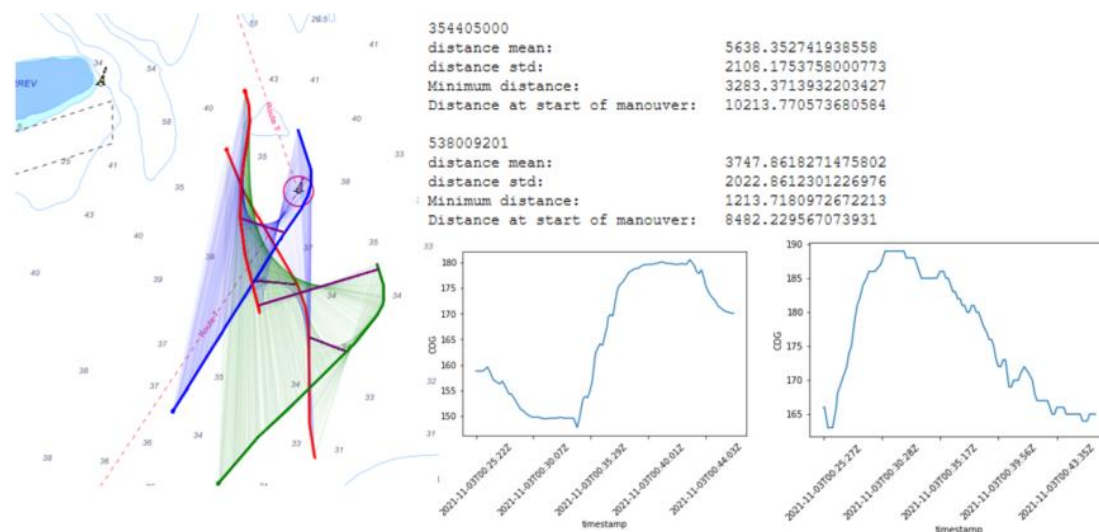 354405000
distance mean: 5638.352741938558
distance std: 2108.1753758000773
Minimum distance: 3283.3713932203427
Distance at start of manouver: 10213.770573680584
538009201
distance mean: 3747.8618271475802
distance std: 2022.8612301226976
Minimum distance: 1213.7180972672213
Distance at start of manouver: 8482.229567073931
RREV
34
54
58
29
41
43
35
40
39
37
38
36
34
35
33
31
Route T
Route T
180
175
170
165
160
155
150
COG
2021-11-03T00:25:22Z
2021-11-03T00:30:07Z
2021-11-03T00:35:29Z
2021-11-03T00:40:01Z
2021-11-03T00:44:03Z
timestamp
190
185
180
175
170
165
COG
2021-11-03T00:25:27Z
2021-11-03T00:30:28Z
2021-11-03T00:35:17Z
2021-11-03T00:39:56Z
2021-11-03T00:43:35Z
timestamp